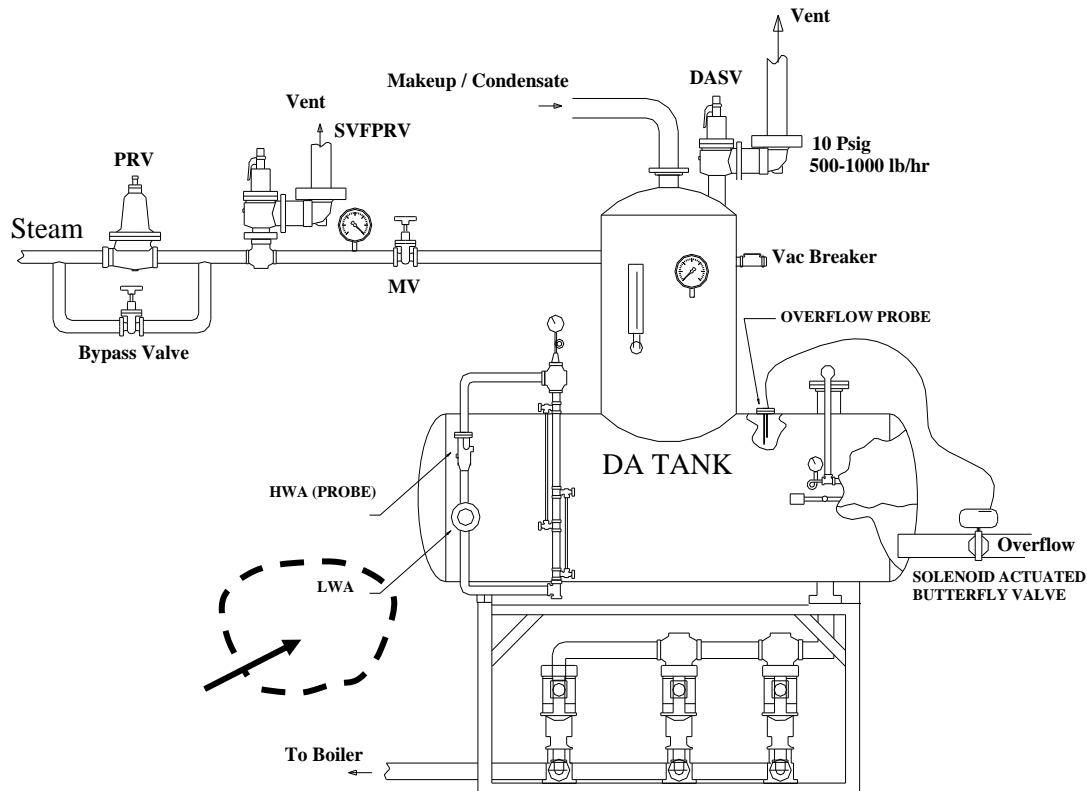 Vent
Makeup / Condensate
DASV
Vent
SVFPRV
PRV
10 Psig
500-1000 lb/hr
Steam
MV
Vac Breaker
Bypass Valve
OVERFLOW PROBE
DA TANK
HWA (PROBE)
Overflow
LWA
SOLENOID ACTUATED
BUTTERFLY VALVE
To Boiler